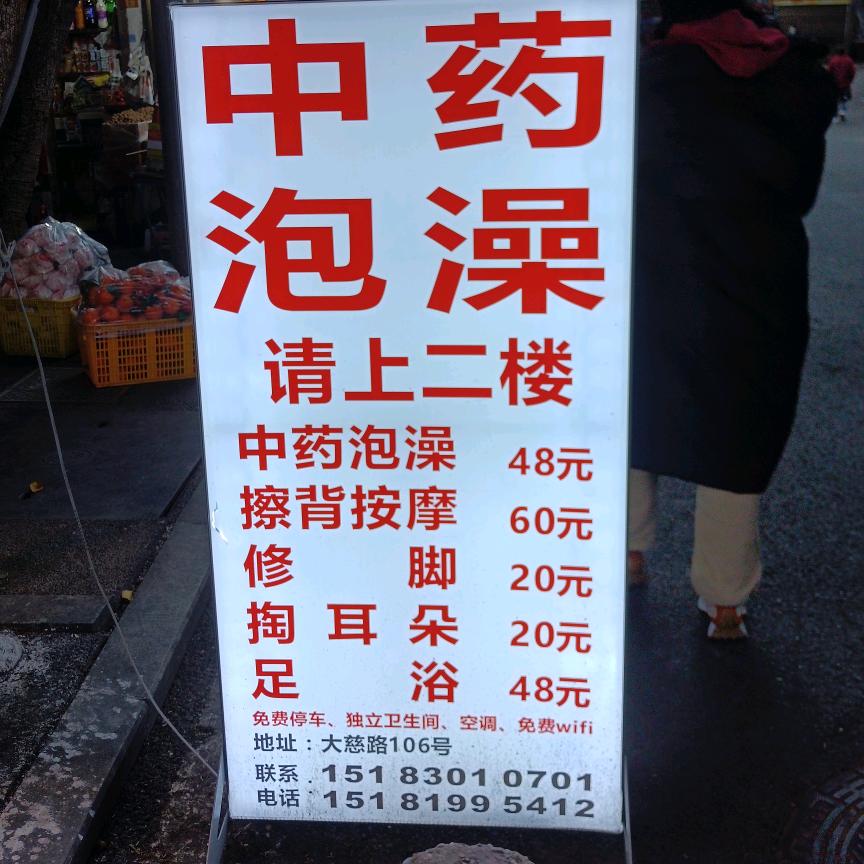 中药
泡澡
请上二楼
中药泡澡 48元
擦背按摩 60元
修脚 20元
掏耳朵 20元
足浴 48元
免费停车、独立卫生间、空调、免费wifi
地址：大慈路106号
联系 151 8301 0701
电话：151 8199 5412